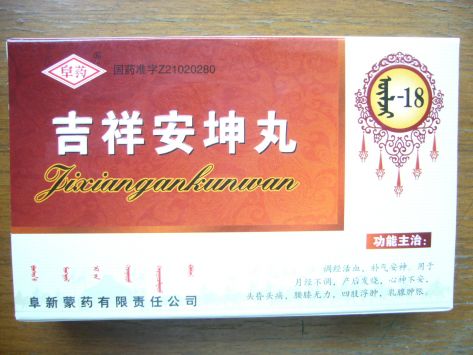 阜药
国药准字Z21020280
-18
吉祥安坤丸
Jixiangankunwan
功能主治:
调经活血，补气安神。用于
月经不调，产后发烧，心神不安，
头昏头痛，腰膝无力，四肢浮肿，乳腺肿胀。
阜新蒙药有限责任公司